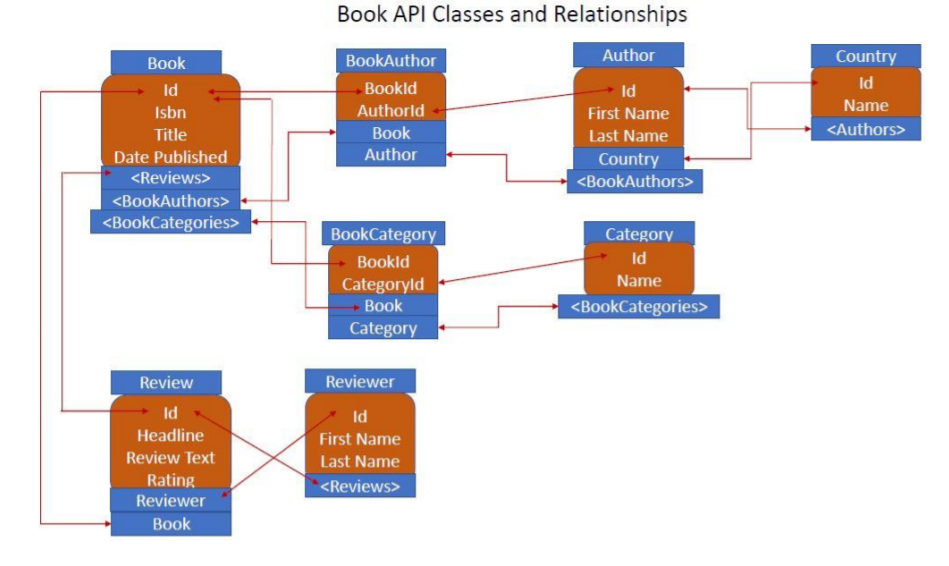 Book API Classes and Relationships
Book
Id
Isbn
Title
Date Published
<Reviews>
<BookAuthors>
<BookCategories>
BookAuthor
BookId
AuthorId
Book
Author
Author
Id
First Name
Last Name
Country
<BookAuthors>
Country
Id
Name
<Authors>
BookCategory
BookId
CategoryId
Book
Category
Category
Id
Name
<BookCategories>
Review
Id
Headline
Review Text
Rating
Reviewer
Book
Reviewer
Id
First Name
Last Name
<Reviews>